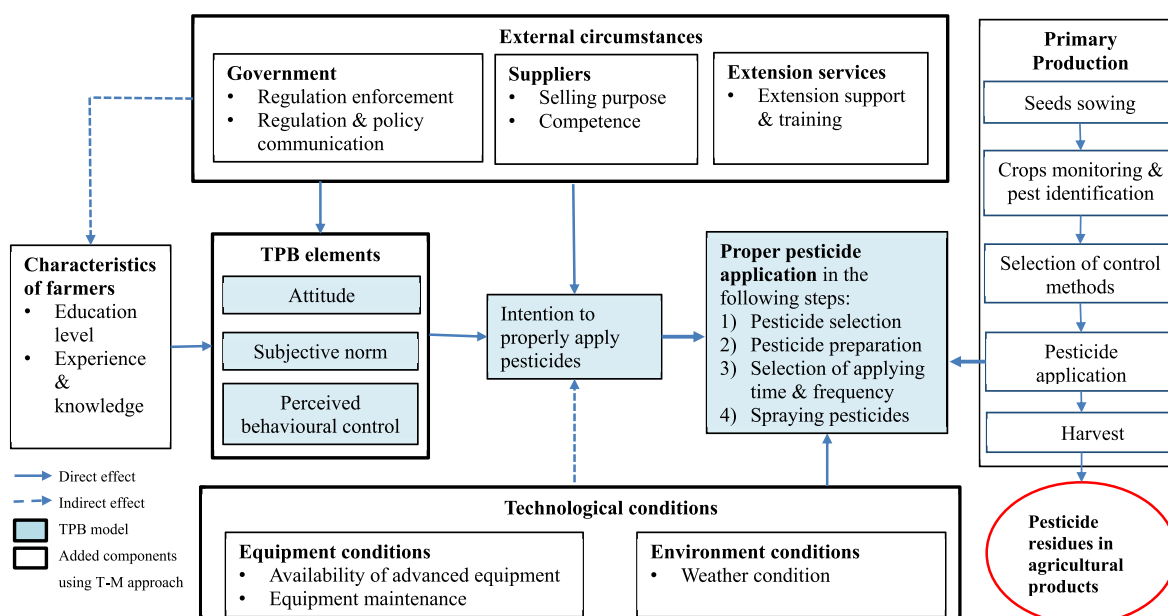 External circumstances
Government
• Regulation enforcement
• Regulation & policy
communication
Suppliers
• Selling purpose
• Competence
Extension services
• Extension support
& training
Primary
Production
Seeds sowing
Crops monitoring &
pest identification
Selection of control
methods
Pesticide
application
Harvest
Pesticide
residues in
agricultural
products
Characteristics
of farmers
• Education
level
• Experience
&
knowledge
TPB elements
Attitude
Subjective norm
Perceived
behavioural control
Intention to
properly apply
pesticides
Proper pesticide
application in the
following steps:
1) Pesticide selection
2) Pesticide preparation
3) Selection of applying
time & frequency
4) Spraying pesticides
Direct effect
Indirect effect
TPB model
Added components
using T-M approach
Technological conditions
Equipment conditions
• Availability of advanced equipment
• Equipment maintenance
Environment conditions
• Weather condition